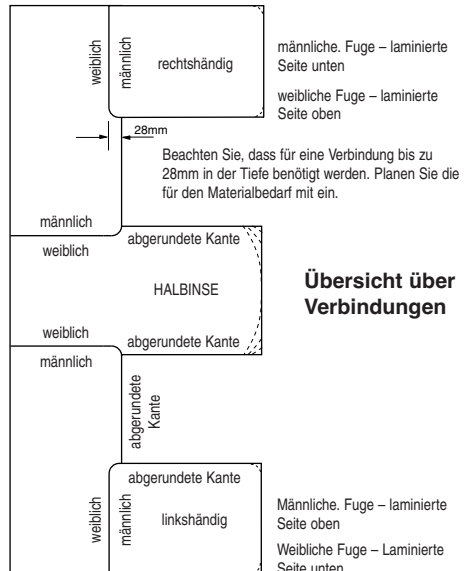 weiblich
männlich
rechtshändig
männliche. Fuge – laminierte
Seite unten
weibliche Fuge – laminierte
Seite oben
28mm
Beachten Sie, dass für eine Verbindung bis zu
28mm in der Tiefe benötigt werden. Planen Sie die
für den Materialbedarf mit ein.
männlich
weiblich
abgerundete Kante
HALBINSE
Übersicht über
Verbindungen
weiblich
männlich
abgerundete Kante
abgerundete
Kante
abgerundete Kante
weiblich
männlich
linkshändig
Männliche. Fuge – laminierte
Seite oben
Weibliche Fuge – Laminierte
Seite unten